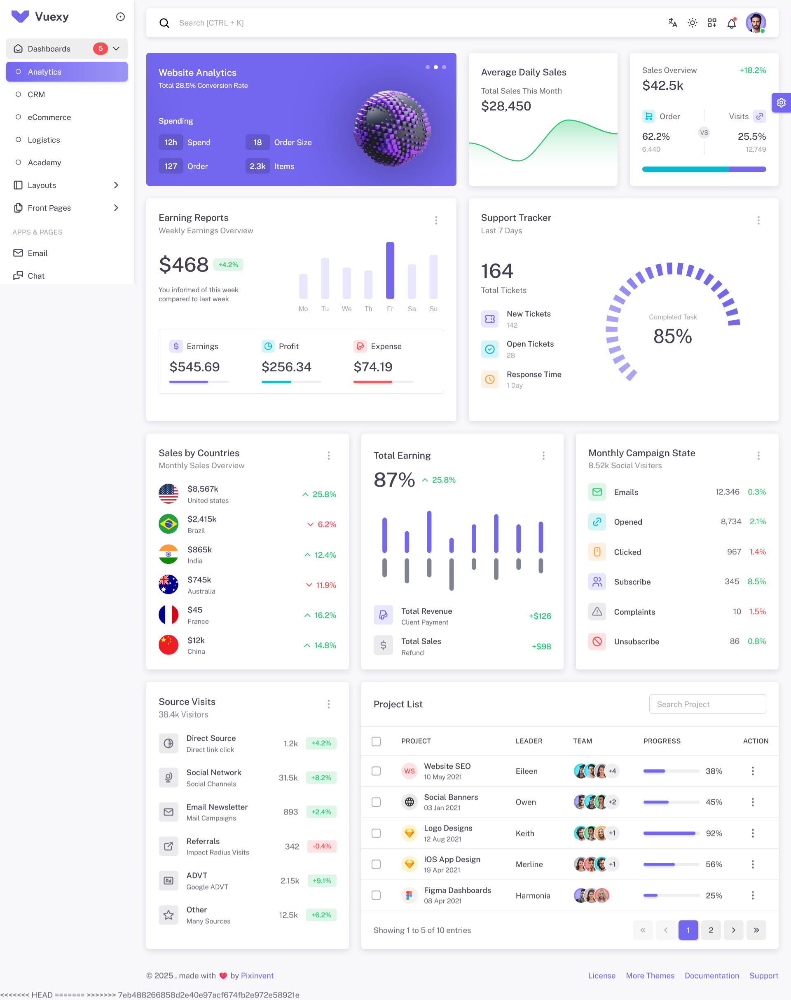 Vuexy
Dashboards 5
Analytics
CRM
eCommerce
Logistics
Academy
Layouts
Front Pages
APPS & PAGES
Email
Chat
Search [CTRL + K]
Website Analytics
Total 28.5% Conversion Rate
Spending
12h Spend 18 Order Size
127 Order 2.3k Items
Average Daily Sales
Total Sales This Month
$28,450
Sales Overview +18.2%
$42.5k
Order Visits
VS
62.2% 25.5%
6,440 12,749
Earning Reports
Weekly Earnings Overview
$468 +4.2%
You informed of this week
compared to last week
Mo Tu We Th Fr Sa Su
Earnings Profit Expense
$545.69 $256.34 $74.19
Support Tracker
Last 7 Days
164
Total Tickets
New Tickets
142
Open Tickets
28
Response Time
1 Day
Completed Task
85%
Sales by Countries
Monthly Sales Overview
$8,567k
United states
25.8%
$2,415k
Brazil
6.2%
$865k
India
12.4%
$745k
Australia
11.9%
$45
France
16.2%
$12k
China
14.8%
Total Earning
87% 25.8%
Total Revenue
Client Payment
+$126
Total Sales
Refund
+$98
Monthly Campaign State
8.52k Social Visiters
Emails 12,346 0.3%
Opened 8,734 2.1%
Clicked 967 1.4%
Subscribe 345 8.5%
Complaints 10 1.5%
Unsubscribe 86 0.8%
Source Visits
38.4k Visitors
Direct Source
Direct link click
1.2k +4.2%
Social Network
Social Channels
31.5k +8.2%
Email Newsletter
Mail Campaigns
893 +2.4%
Referrals
Impact Radius Visits
342 -0.4%
Ad
ADVT
Google ADVT
2.15k +9.1%
Other
Many Sources
12.5k +6.2%
Project List
Search Project
PROJECT LEADER TEAM PROGRESS ACTION
WS
Website SEO
10 May 2021
Eileen +4 38%
Social Banners
03 Jan 2021
Owen +2 45%
Logo Designs
12 Aug 2021
Keith +1 92%
IOS App Design
19 Apr 2021
Merline +1 56%
Figma Dashboards
08 Apr 2021
Harmonia 25%
Showing 1 to 5 of 10 entries
« ‹ 1 2 › »
© 2025 , made with ❤️ by Pixinvent
License More Themes Documentation Support
<<<<<<< HEAD ======= >>>>>>> 7eb488266858d2e40e97acf674fb2e972e58921e